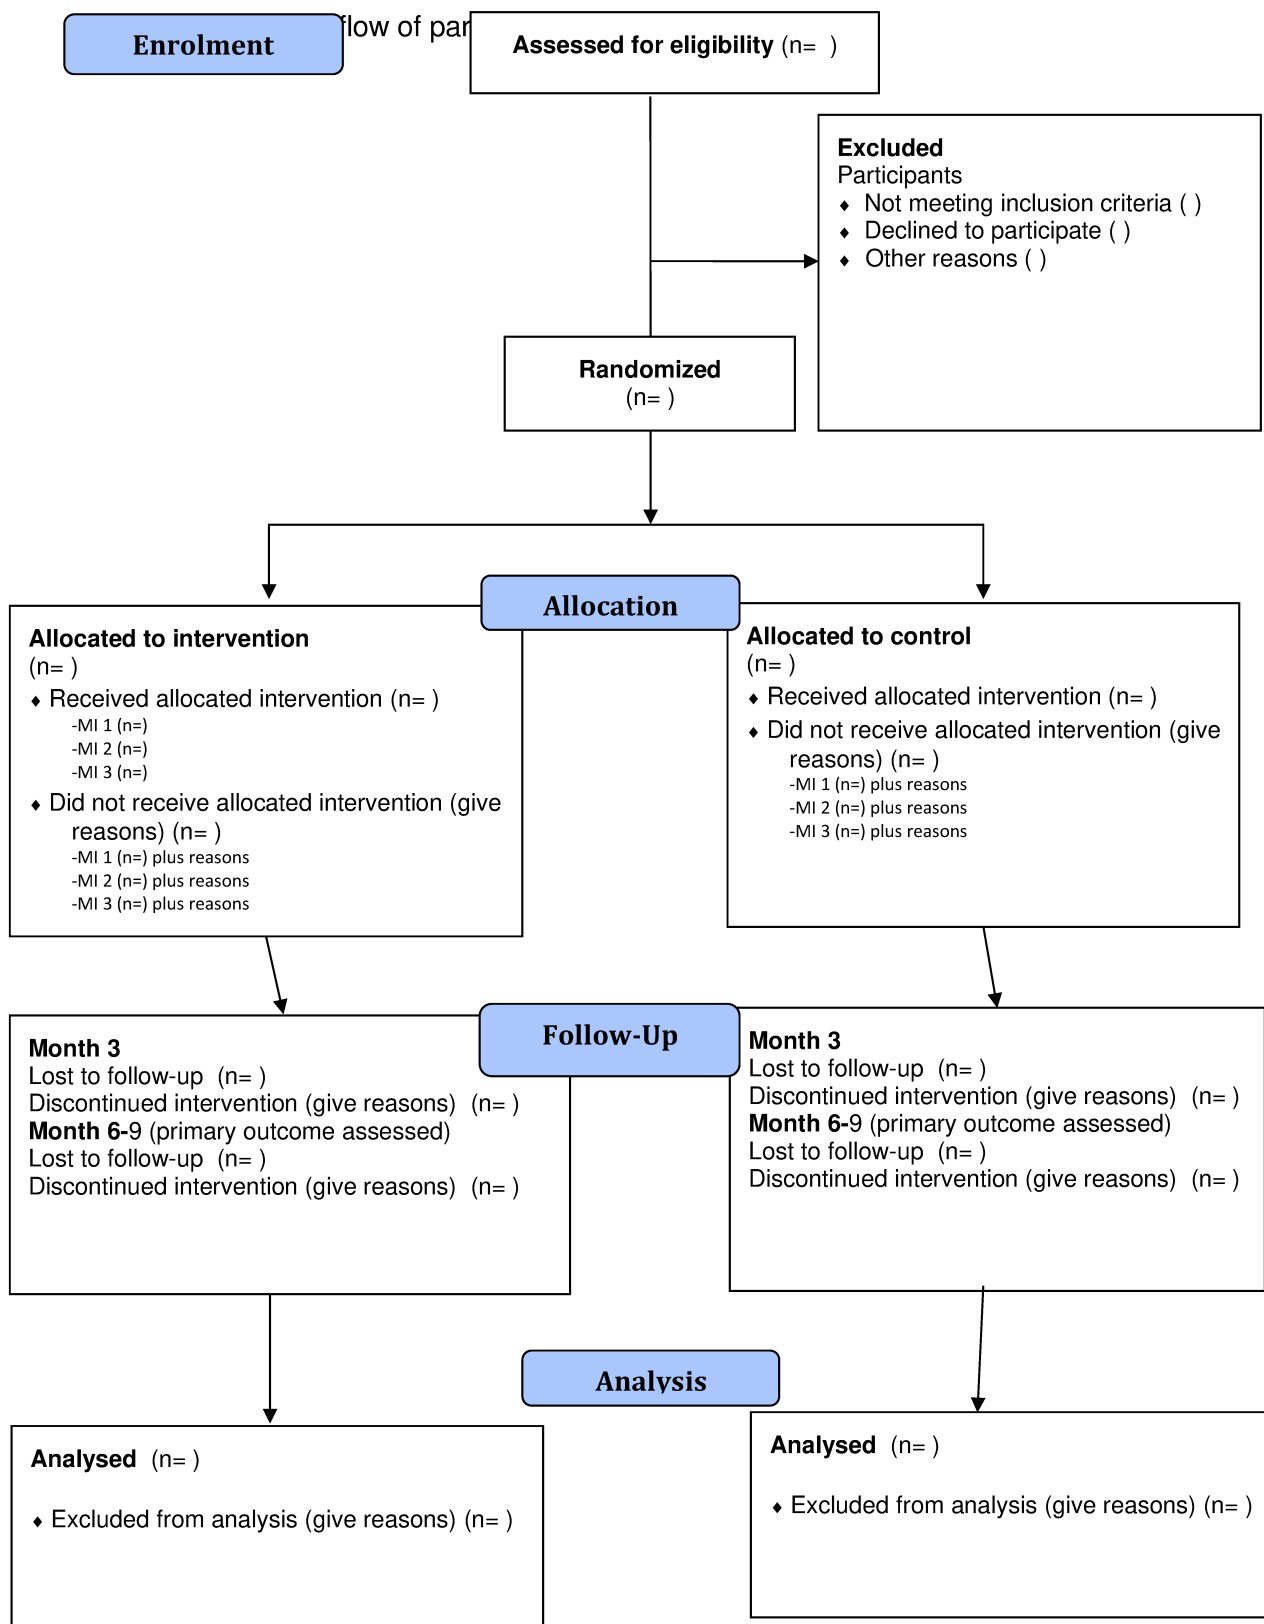 Enrolment
flow of par
Assessed for eligibility (n=  )
Excluded
Participants
♦ Not meeting inclusion criteria ( )
♦ Declined to participate ( )
♦ Other reasons ( )
Randomized
(n= )
Allocation
Allocated to intervention
(n= )
♦ Received allocated intervention (n= )
-MI 1 (n=)
-MI 2 (n=)
-MI 3 (n=)
♦ Did not receive allocated intervention (give
reasons) (n= )
-MI 1 (n=) plus reasons
-MI 2 (n=) plus reasons
-MI 3 (n=) plus reasons
Allocated to control
(n= )
♦ Received allocated intervention (n= )
♦ Did not receive allocated intervention (give
reasons) (n= )
-MI 1 (n=) plus reasons
-MI 2 (n=) plus reasons
-MI 3 (n=) plus reasons
Follow-Up
Month 3
Lost to follow-up  (n= )
Discontinued intervention (give reasons)  (n= )
Month 6-9 (primary outcome assessed)
Lost to follow-up  (n= )
Discontinued intervention (give reasons)  (n= )
Month 3
Lost to follow-up  (n= )
Discontinued intervention (give reasons)  (n= )
Month 6-9 (primary outcome assessed)
Lost to follow-up  (n= )
Discontinued intervention (give reasons)  (n= )
Analysis
Analysed  (n= )
♦ Excluded from analysis (give reasons) (n= )
Analysed  (n= )
♦ Excluded from analysis (give reasons) (n= )